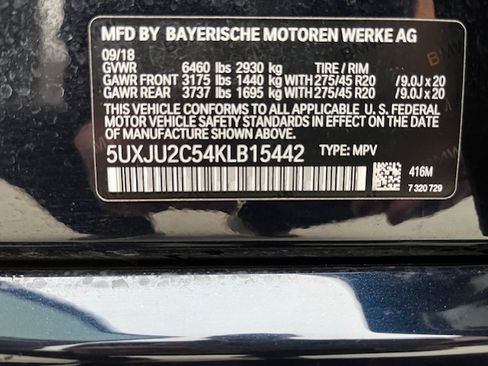 MFD BY BAYERISCHE MOTOREN WERKE AG
09/18
GVWR 6460 lbs 2930 kg TIRE / RIM
GAWR FRONT 3175 lbs 1440 kg WITH 275/45 R20 /9.0J x 20
GAWR REAR 3737 lbs 1695 kg WITH 275/45 R20 /9.0J x 20
THIS VEHICLE CONFORMS TO ALL APPLICABLE U. S. FEDERAL
MOTOR VEHICLE SAFETY STANDARDS IN EFFECT ON THE DATE
OF MANUFACTURE SHOWN ABOVE.
5UXJU2C54KLB15442 TYPE: MPV
416M
7 320 729